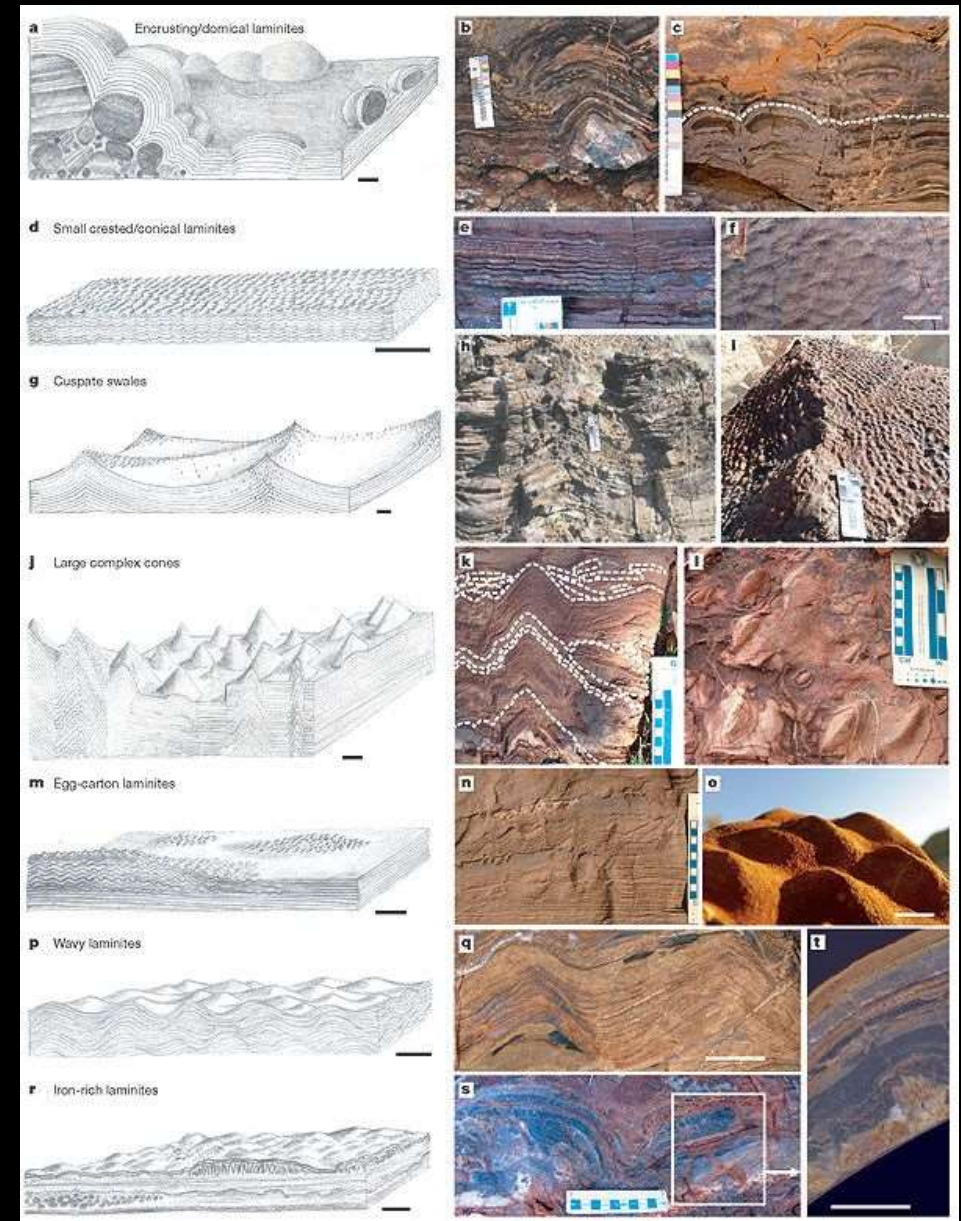 a Encrusting/domical laminites
b
c
d Small crested/conical laminites
e
f
g Cuspate swales
h
i
j Large complex cones
k
l
m Egg-carton laminites
n
o
p Wavy laminites
q
t
r Iron-rich laminites
s